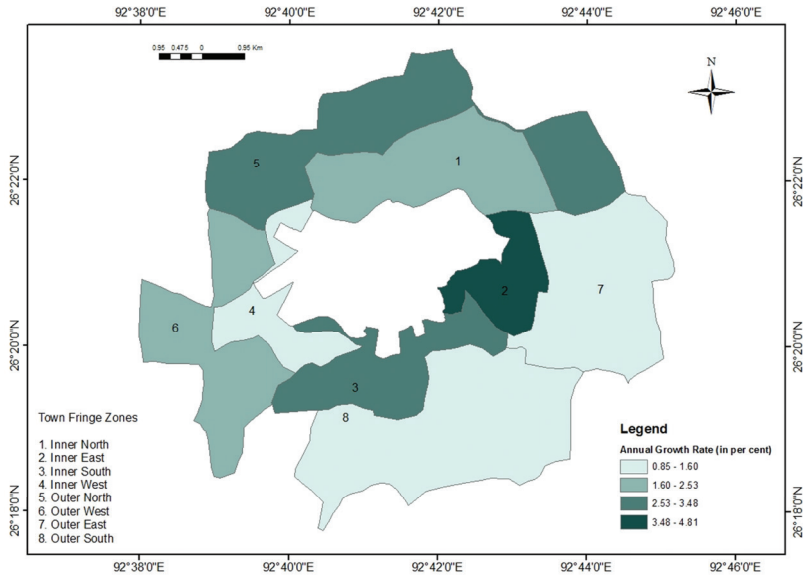 92°38'0"E 92°40'0"E 92°42'0"E 92°44'0"E 92°46'0"E
0.95 0.475 0 0.95 Km
N
26°22'0"N 26°22'0"N
26°20'0"N 26°20'0"N
26°18'0"N 26°18'0"N
5
1
2
7
4
6
3
8
Town Fringe Zones
1. Inner North
2. Inner East
3. Inner South
4. Inner West
5. Outer North
6. Outer West
7. Outer East
8. Outer South
Legend
Annual Growth Rate (in per cent)
0.85 - 1.60
1.60 - 2.53
2.53 - 3.48
3.48 - 4.81
92°38'0"E 92°40'0"E 92°42'0"E 92°44'0"E 92°46'0"E